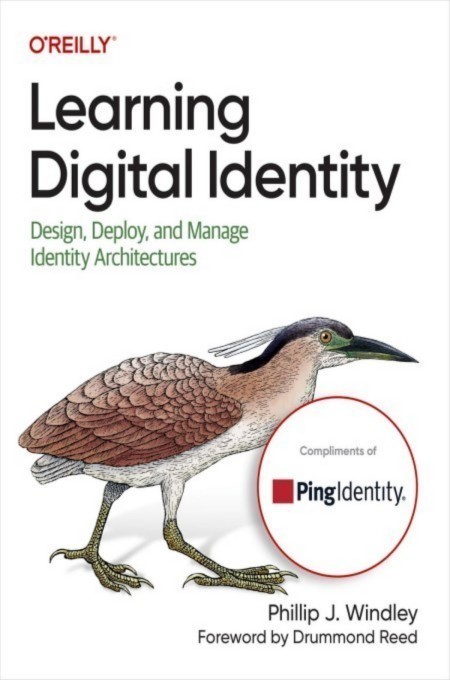 O'REILLY®
Learning
Digital Identity
Design, Deploy, and Manage
Identity Architectures
Compliments of
PingIdentity®
Phillip J. Windley
Foreword by Drummond Reed